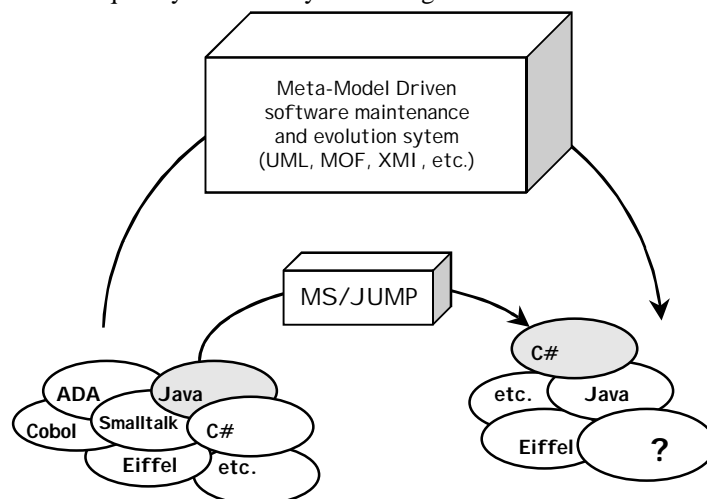 Meta-Model Driven
software maintenance
and evolution sytem
(UML, MOF, XMI, etc.)
MS/JUMP
C#
ADA
Java
etc.
Java
Cobol
Smalltalk
C#
Eiffel
?
Eiffel
etc.